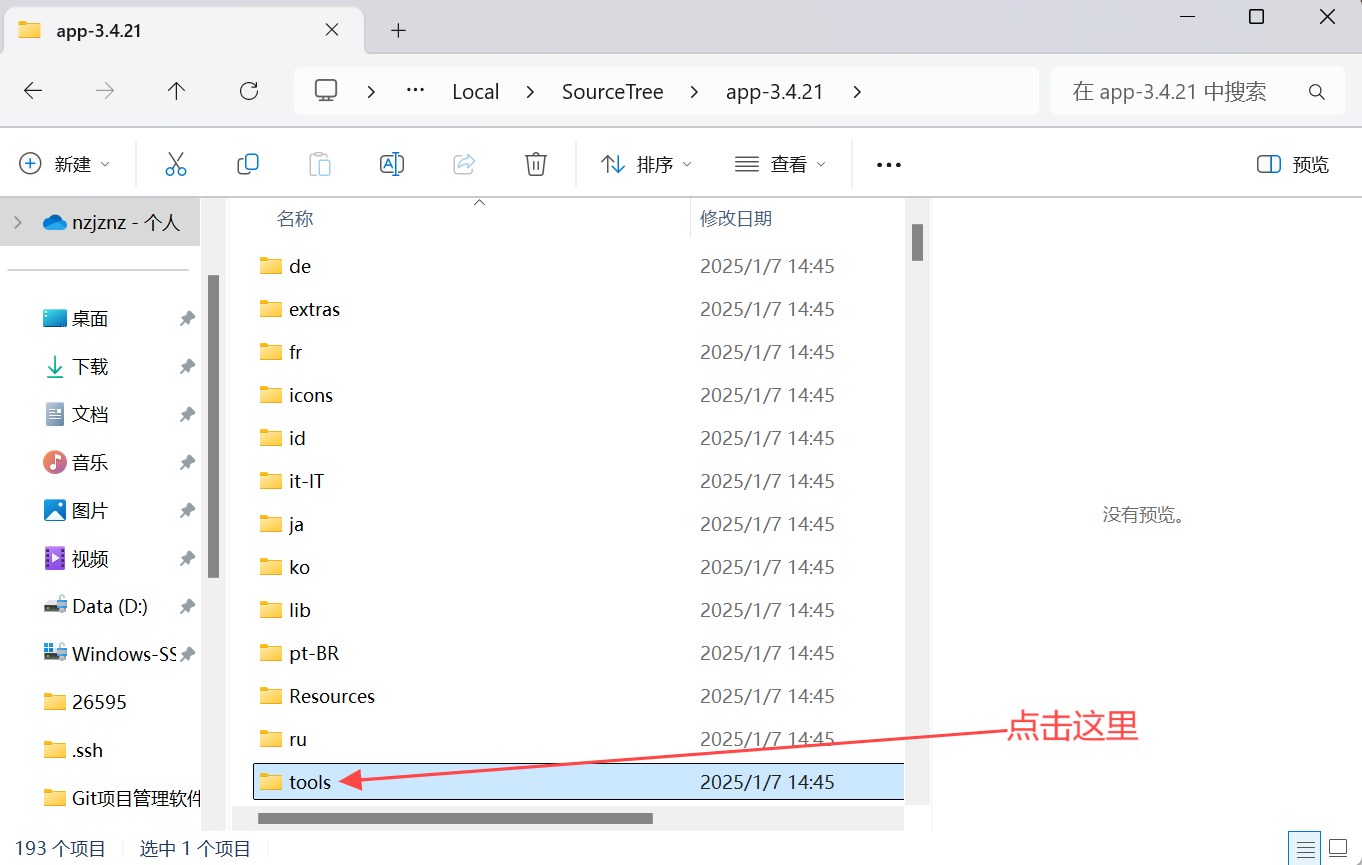 app-3.4.21
Local SourceTree app-3.4.21 在 app-3.4.21 中搜索
新建 排序 查看 预览
nzjznz - 个人
桌面
下载
文档
音乐
图片
视频
Data (D:)
Windows-SS
26595
.ssh
Git项目管理软件
名称 修改日期
de 2025/1/7 14:45
extras 2025/1/7 14:45
fr 2025/1/7 14:45
icons 2025/1/7 14:45
id 2025/1/7 14:45
it-IT 2025/1/7 14:45
ja 2025/1/7 14:45
ko 2025/1/7 14:45
lib 2025/1/7 14:45
pt-BR 2025/1/7 14:45
Resources 2025/1/7 14:45
ru 2025/1/7 14:45
tools 2025/1/7 14:45
点击这里
没有预览。
193 个项目 选中 1 个项目